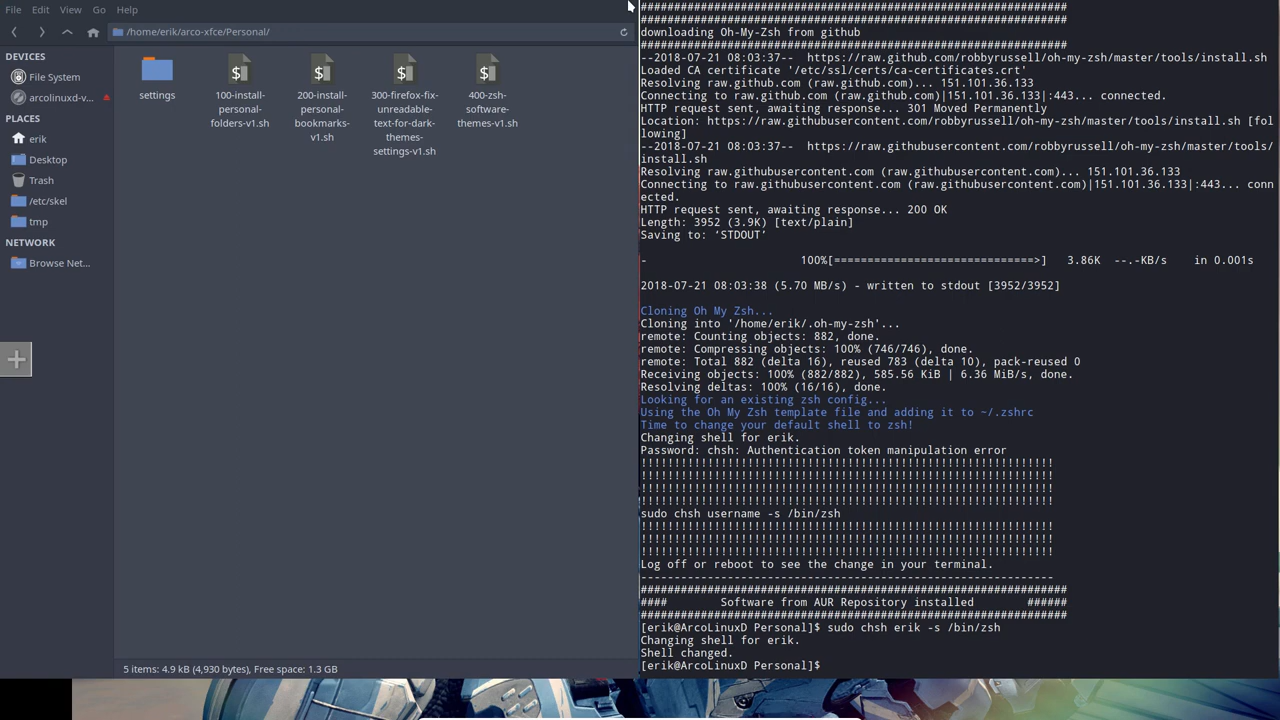 File Edit View Go Help
/home/erik/arco-xfce/Personal/
DEVICES
File System
arcolinuxd-v...
PLACES
erik
Desktop
Trash
/etc/skel
tmp
NETWORK
Browse Net...
settings
100-install-
personal-
folders-v1.sh
200-install-
personal-
bookmarks-
v1.sh
300-firefox-fix-
unreadable-
text-for-dark-
themes-
settings-v1.sh
400-zsh-
software-
themes-v1.sh
5 items: 4.9 kB (4,930 bytes), Free space: 1.3 GB
################################################################
################################################################
downloading Oh-My-Zsh from github
################################################################
--2018-07-21 08:03:37-- https://raw.github.com/robbyrussell/oh-my-zsh/master/tools/install.sh
Loaded CA certificate '/etc/ssl/certs/ca-certificates.crt'
Resolving raw.github.com (raw.github.com)... 151.101.36.133
Connecting to raw.github.com (raw.github.com)|151.101.36.133|:443... connected.
HTTP request sent, awaiting response... 301 Moved Permanently
Location: https://raw.githubusercontent.com/robbyrussell/oh-my-zsh/master/tools/install.sh [fol
lowing]
--2018-07-21 08:03:37-- https://raw.githubusercontent.com/robbyrussell/oh-my-zsh/master/tools/
install.sh
Resolving raw.githubusercontent.com (raw.githubusercontent.com)... 151.101.36.133
Connecting to raw.githubusercontent.com (raw.githubusercontent.com)|151.101.36.133|:443... conn
ected.
HTTP request sent, awaiting response... 200 OK
Length: 3952 (3.9K) [text/plain]
Saving to: ‘STDOUT’
- 100%[==============================>] 3.86K --.-KB/s in 0.001s
2018-07-21 08:03:38 (5.70 MB/s) - written to stdout [3952/3952]
Cloning Oh My Zsh...
Cloning into '/home/erik/.oh-my-zsh'...
remote: Counting objects: 882, done.
remote: Compressing objects: 100% (746/746), done.
remote: Total 882 (delta 16), reused 783 (delta 10), pack-reused 0
Receiving objects: 100% (882/882), 585.56 KiB | 6.36 MiB/s, done.
Resolving deltas: 100% (16/16), done.
Looking for an existing zsh config...
Using the Oh My Zsh template file and adding it to ~/.zshrc
Time to change your default shell to zsh!
Changing shell for erik.
Password: chsh: Authentication token manipulation error
!!!!!!!!!!!!!!!!!!!!!!!!!!!!!!!!!!!!!!!!!!!!!!!!!!!!!!!!!!!!!!
!!!!!!!!!!!!!!!!!!!!!!!!!!!!!!!!!!!!!!!!!!!!!!!!!!!!!!!!!!!!!!
!!!!!!!!!!!!!!!!!!!!!!!!!!!!!!!!!!!!!!!!!!!!!!!!!!!!!!!!!!!!!!
!!!!!!!!!!!!!!!!!!!!!!!!!!!!!!!!!!!!!!!!!!!!!!!!!!!!!!!!!!!!!!
sudo chsh username -s /bin/zsh
!!!!!!!!!!!!!!!!!!!!!!!!!!!!!!!!!!!!!!!!!!!!!!!!!!!!!!!!!!!!!!
!!!!!!!!!!!!!!!!!!!!!!!!!!!!!!!!!!!!!!!!!!!!!!!!!!!!!!!!!!!!!!
!!!!!!!!!!!!!!!!!!!!!!!!!!!!!!!!!!!!!!!!!!!!!!!!!!!!!!!!!!!!!!
Log off or reboot to see the change in your terminal.
--------------------------------------------------------------
################################################################
#### Software from AUR Repository installed ######
################################################################
[erik@ArcoLinuxD Personal]$ sudo chsh erik -s /bin/zsh
Changing shell for erik.
Shell changed.
[erik@ArcoLinuxD Personal]$